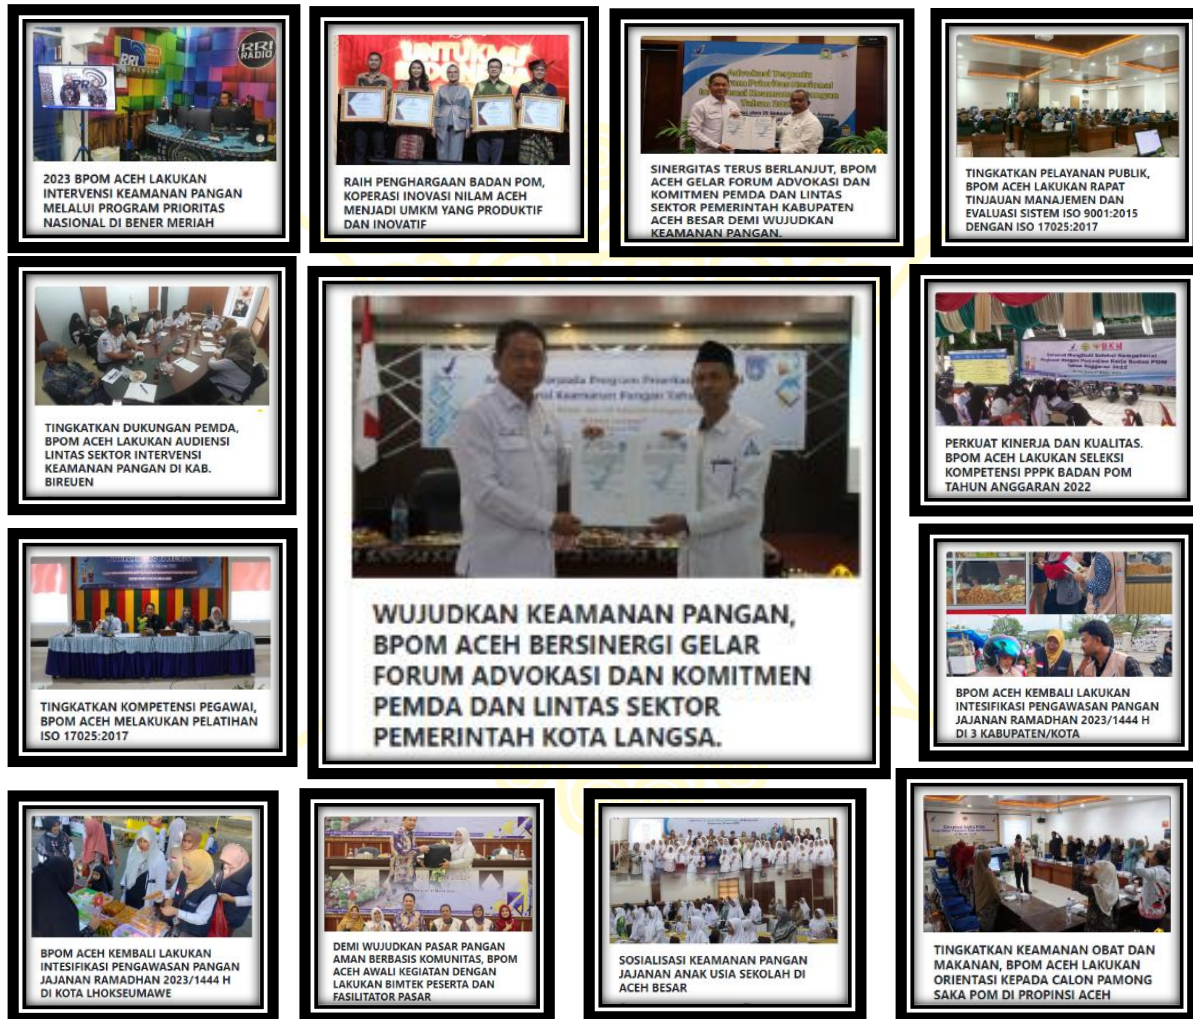 RRI
RRI
RADIO
2023 BPOM ACEH LAKUKAN
INTERVENSI KEAMANAN PANGAN
MELALUI PROGRAM PRIORITAS
NASIONAL DI BENER MERIAH
RAIH PENGHARGAAN BADAN POM,
KOPERASI INOVASI NILAM ACEH
MENJADI UMKM YANG PRODUKTIF
DAN INOVATIF
Advokasi Terpadu
SINERGITAS TERUS BERLANJUT, BPOM
ACEH GELAR FORUM ADVOKASI DAN
KOMITMEN PEMDA DAN LINTAS
SEKTOR PEMERINTAH KABUPATEN
ACEH BESAR DEMI WUJUDKAN
KEAMANAN PANGAN.
TINGKATKAN PELAYANAN PUBLIK,
BPOM ACEH LAKUKAN RAPAT
TINJAUAN MANAJEMEN DAN
EVALUASI SISTEM ISO 9001:2015
DENGAN ISO 17025:2017
TINGKATKAN DUKUNGAN PEMDA,
BPOM ACEH LAKUKAN AUDIENSI
LINTAS SEKTOR INTERVENSI
KEAMANAN PANGAN DI KAB.
BIREUEN
WUJUDKAN KEAMANAN PANGAN,
BPOM ACEH BERSINERGI GELAR
FORUM ADVOKASI DAN KOMITMEN
PEMDA DAN LINTAS SEKTOR
PEMERINTAH KOTA LANGSA.
PERKUAT KINERJA DAN KUALITAS.
BPOM ACEH LAKUKAN SELEKSI
KOMPETENSI PPPK BADAN POM
TAHUN ANGGARAN 2022
TINGKATKAN KOMPETENSI PEGAWAI,
BPOM ACEH MELAKUKAN PELATIHAN
ISO 17025:2017
BPOM ACEH KEMBALI LAKUKAN
INTESIFIKASI PENGAWASAN PANGAN
JAJANAN RAMADHAN 2023/1444 H
DI 3 KABUPATEN/KOTA
BPOM ACEH KEMBALI LAKUKAN
INTESIFIKASI PENGAWASAN PANGAN
JAJANAN RAMADHAN 2023/1444 H
DI KOTA LHOKSEUMAWE
DEMI WUJUDKAN PASAR PANGAN
AMAN BERBASIS KOMUNITAS, BPOM
ACEH AWALI KEGIATAN DENGAN
LAKUKAN BIMTEK PESERTA DAN
FASILITATOR PASAR
SOSIALISASI KEAMANAN PANGAN
JAJANAN ANAK USIA SEKOLAH DI
ACEH BESAR
TINGKATKAN KEAMANAN OBAT DAN
MAKANAN, BPOM ACEH LAKUKAN
ORIENTASI KEPADA CALON PAMONG
SAKA POM DI PROPINSI ACEH